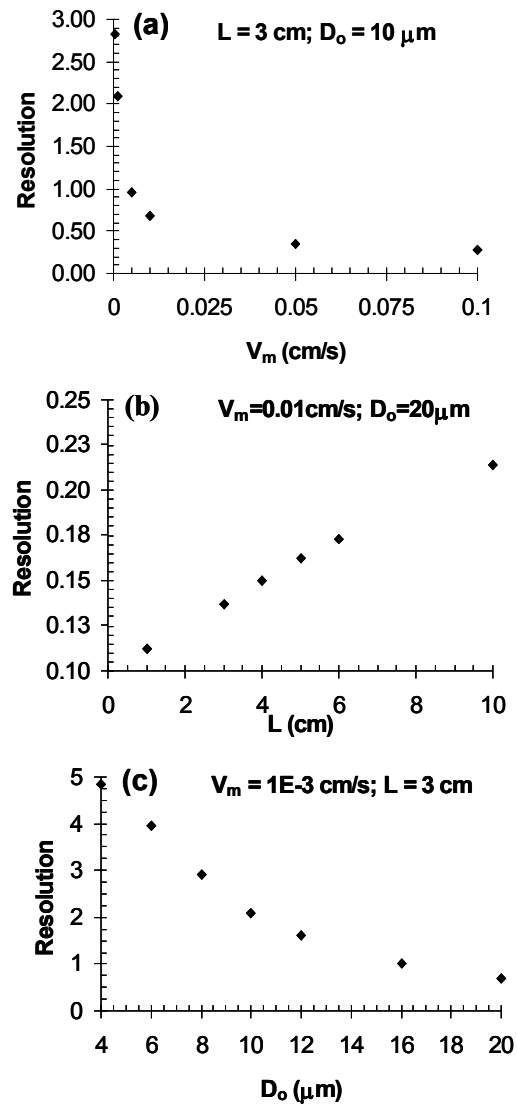 (a) L = 3 cm; Dₒ = 10 μm
3.00
2.50
2.00
1.50
1.00
0.50
0.00
Resolution
0 0.025 0.05 0.075 0.1
Vₘ (cm/s)
(b) Vₘ=0.01cm/s; Dₒ=20μm
0.25
0.23
0.20
0.18
0.15
0.13
0.10
Resolution
0 2 4 6 8 10
L (cm)
(c) Vₘ = 1E-3 cm/s; L = 3 cm
5
4
3
2
1
0
Resolution
4 6 8 10 12 14 16 18 20
Dₒ (μm)